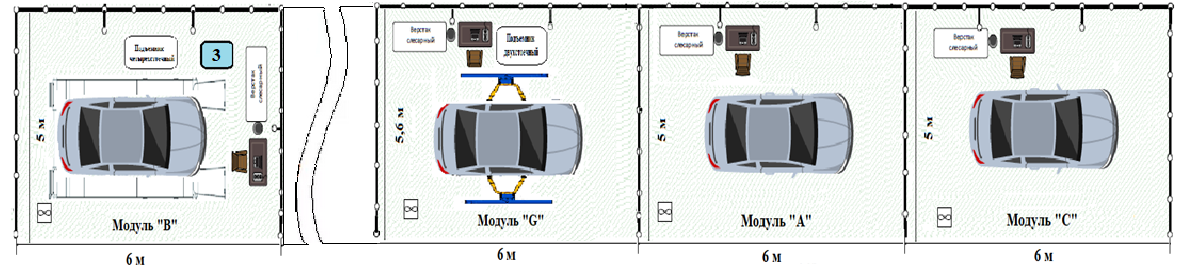 Подъемник
четырехстоечный
3
Верстак
слесарный
5 м
Модуль "B"
6 м
Верстак
слесарный
Подъемник
двухстоечный
5,6 м
Модуль "G"
Верстак
слесарный
5 м
Модуль "A"
6 м
Верстак
слесарный
5 м
Модуль "C"
6 м